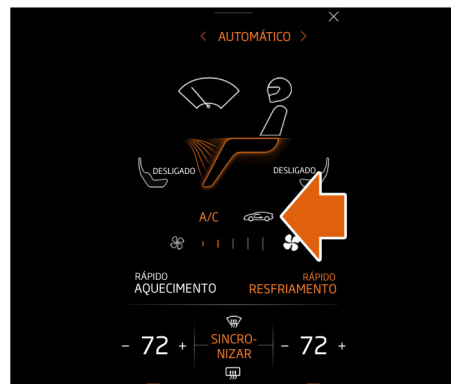 AUTOMÁTICO
DESLIGADO
DESLIGADO
A/C
RÁPIDO
AQUECIMENTO
RÁPIDO
RESFRIAMENTO
- 72 +
SINCRO-
NIZAR
- 72 +